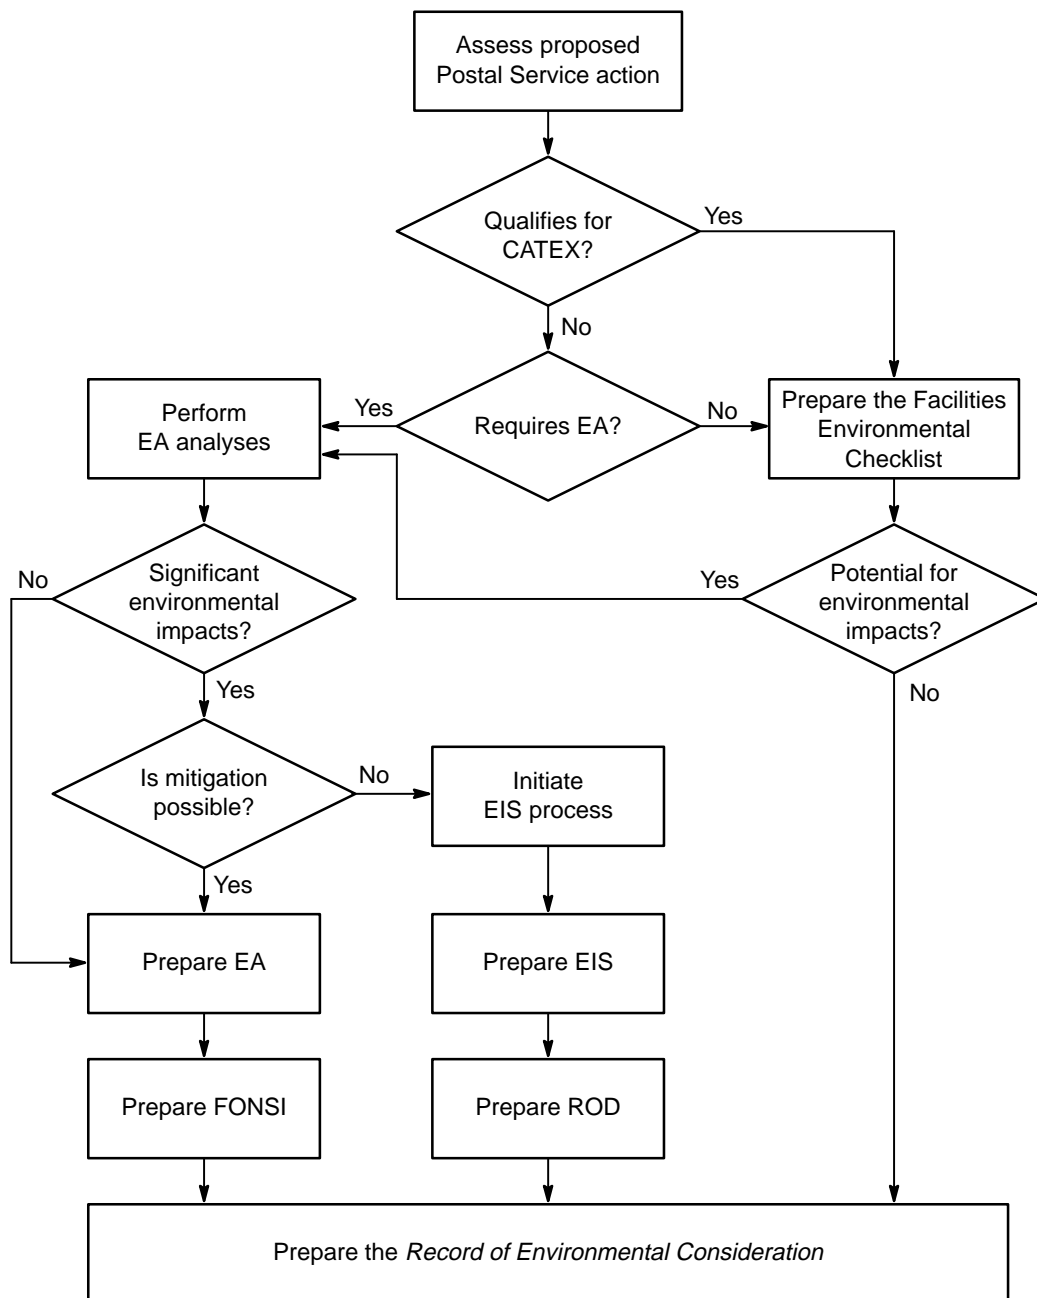 Assess proposed
Postal Service action
Qualifies for
CATEX?
Yes
No
Perform
EA analyses
Yes
Requires EA?
No
Prepare the Facilities
Environmental
Checklist
No
Significant
environmental
impacts?
Yes
Yes
Potential for
environmental
impacts?
No
Is mitigation
possible?
No
Yes
Initiate
EIS process
Prepare EA
Prepare EIS
Prepare FONSI
Prepare ROD
Prepare the Record of Environmental Consideration